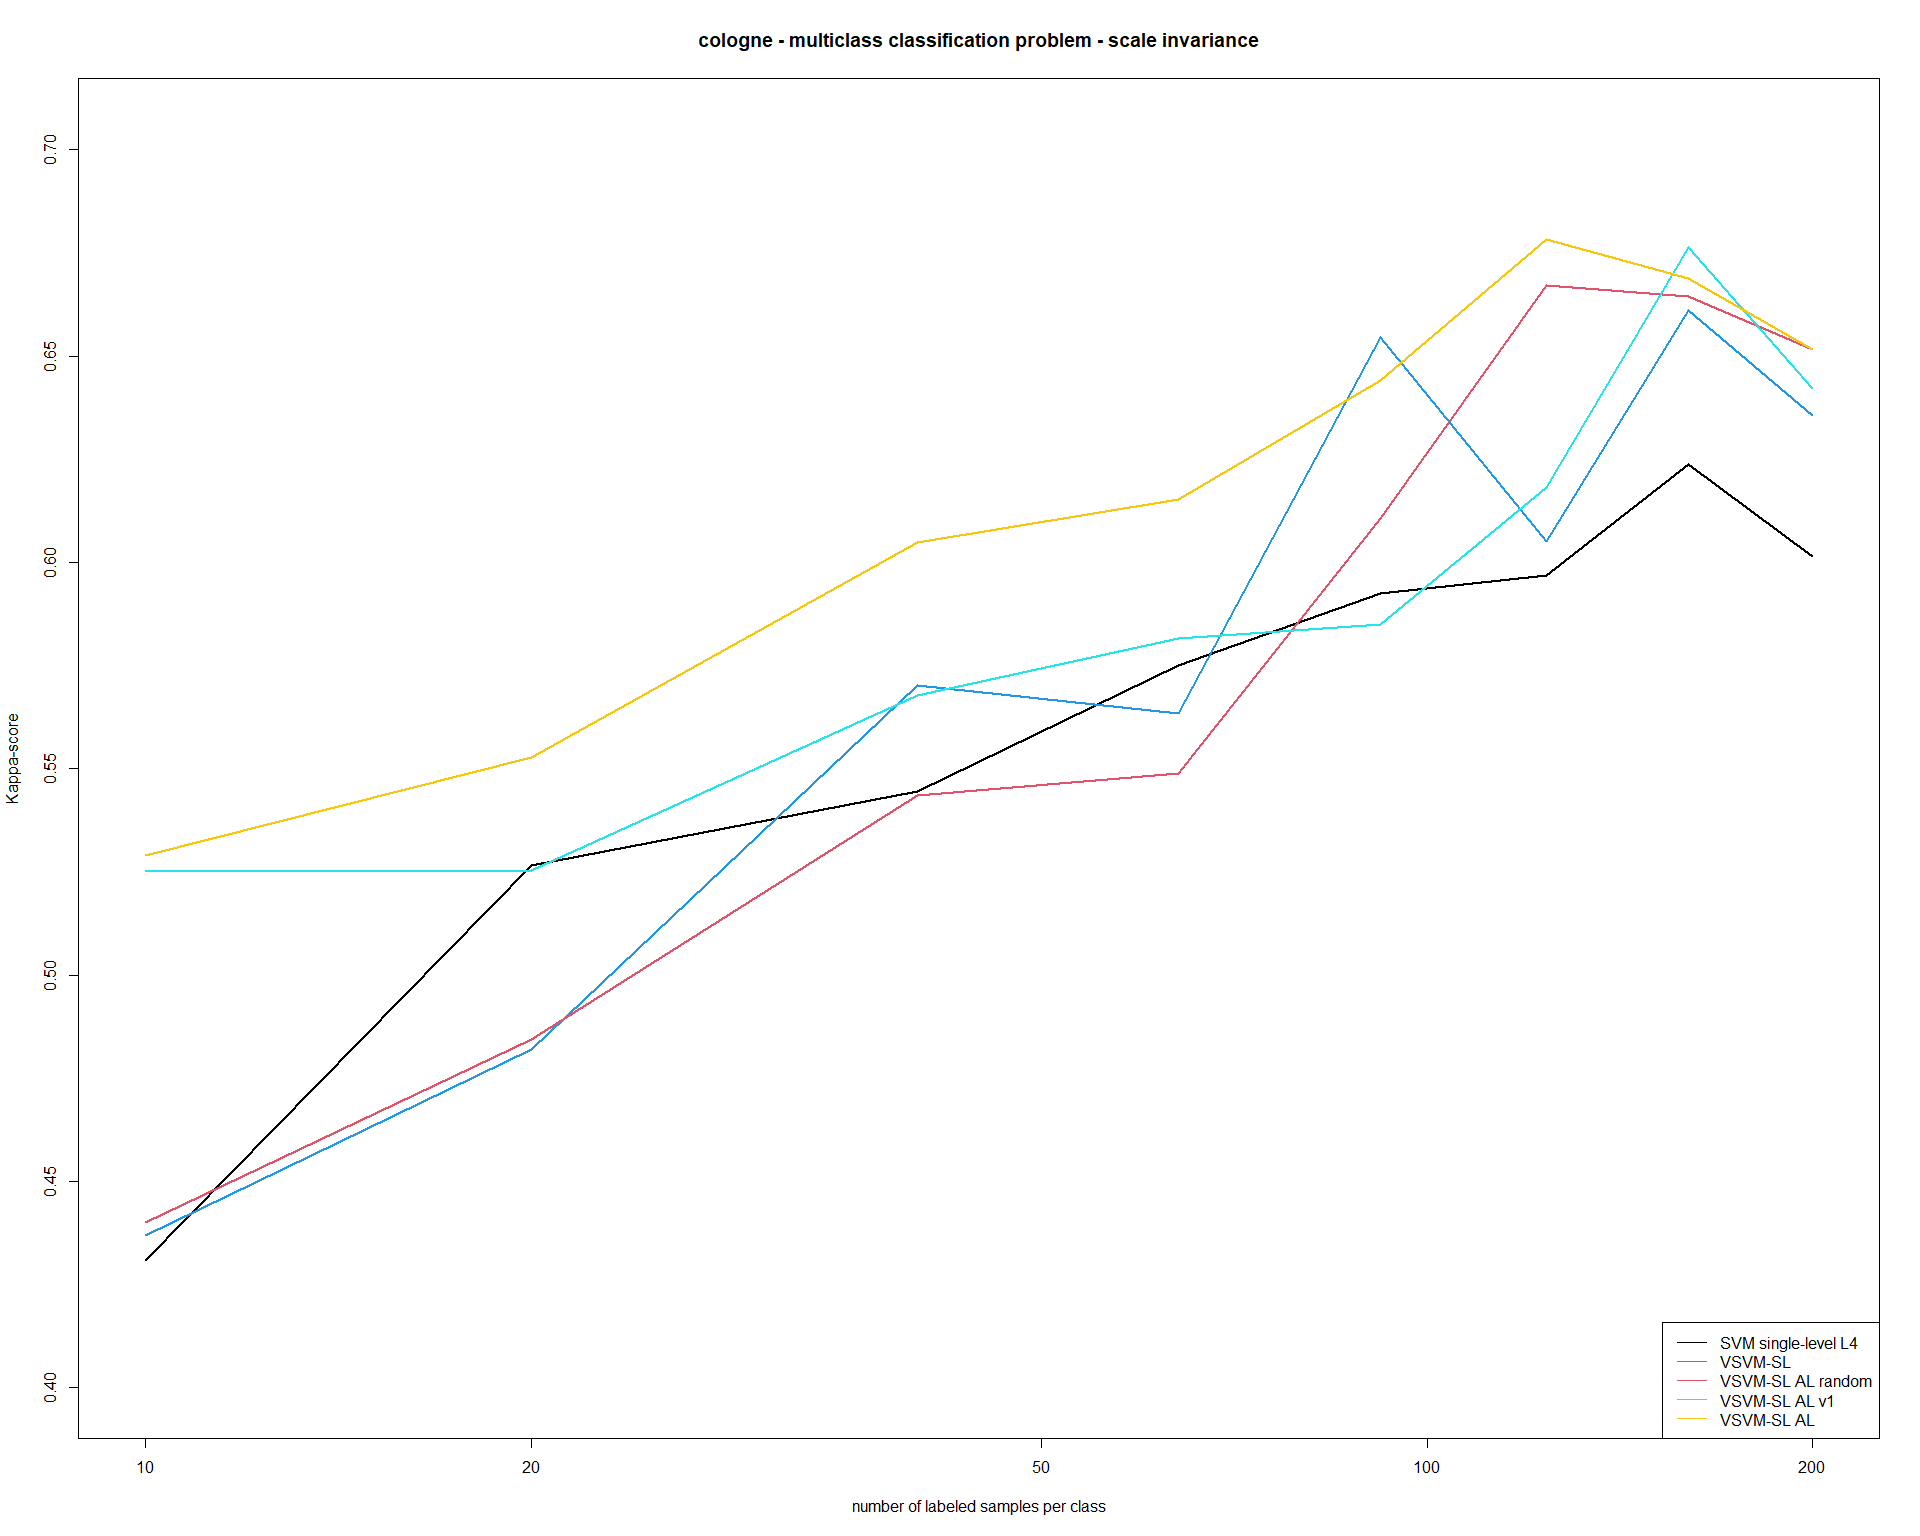 cologne - multiclass classification problem - scale invariance
Kappa-score
0.70
0.65
0.60
0.55
0.50
0.45
0.40
10 20 50 100 200
number of labeled samples per class
SVM single-level L4
VSVM-SL
VSVM-SL AL random
VSVM-SL AL v1
VSVM-SL AL